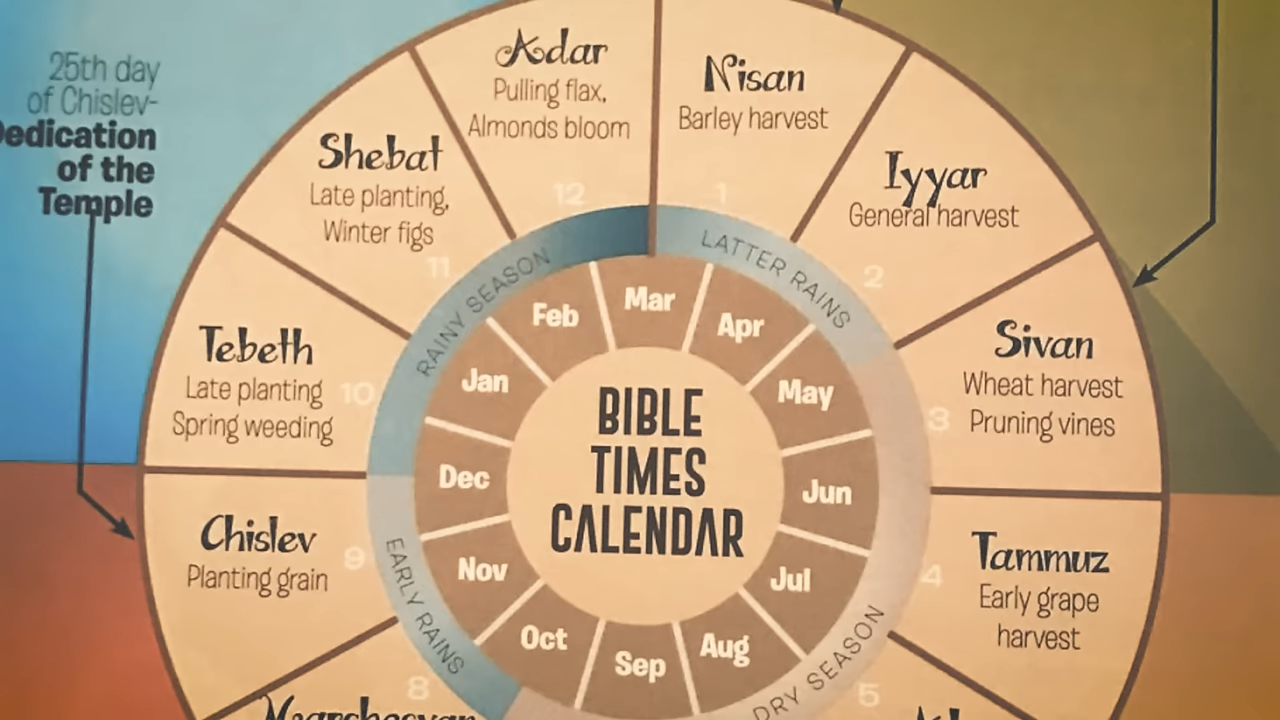 25th day
of Chislev-
Dedication
of the
Temple
Adar
Pulling flax,
Almonds bloom
12
Nisan
Barley harvest
1
Iyyar
General harvest
2
Sivan
Wheat harvest
Pruning vines
3
Tammuz
Early grape
harvest
4
5
8
Chislev
Planting grain
9
Tebeth
Late planting
Spring weeding
10
Shebat
Late planting,
Winter figs
11
RAINY SEASON
LATTER RAINS
DRY SEASON
EARLY RAINS
Mar
Apr
May
Jun
Jul
Aug
Sep
Oct
Nov
Dec
Jan
Feb
BIBLE
TIMES
CALENDAR